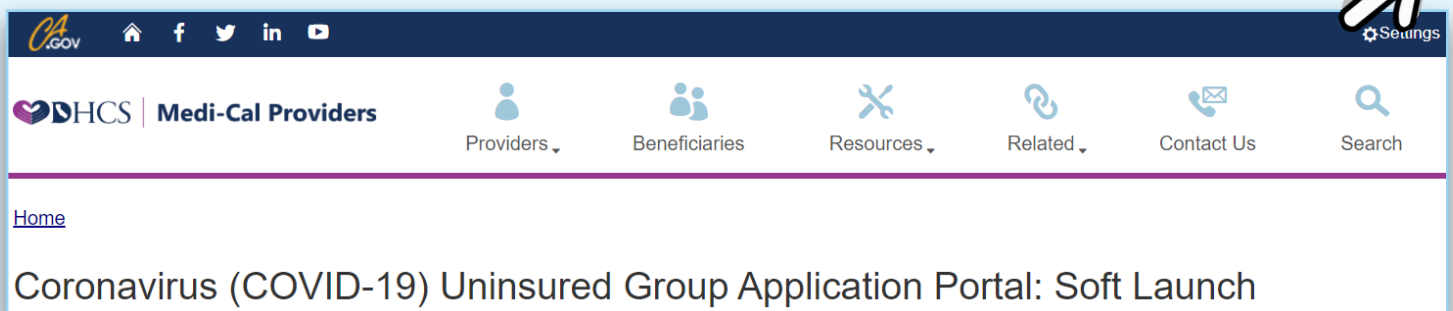 CA.GOV Settings
DHCS Medi-Cal Providers
Providers Beneficiaries Resources Related Contact Us Search
Home
Coronavirus (COVID-19) Uninsured Group Application Portal: Soft Launch